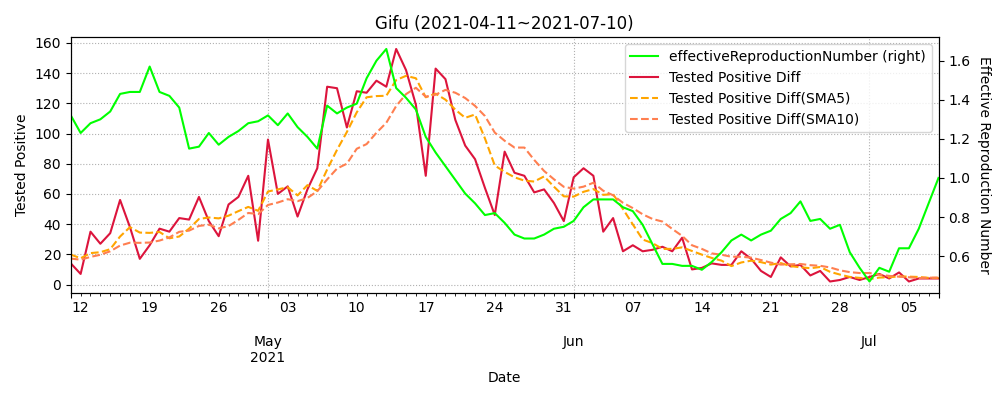 Gifu (2021-04-11~2021-07-10)
effectiveReproductionNumber (right)
Tested Positive Diff
Tested Positive Diff(SMA5)
Tested Positive Diff(SMA10)
Tested Positive
160
140
120
100
80
60
40
20
0
1.6
1.4
1.2
1.0
0.8
0.6
Effective Reproduction Number
12 19 26 03 10 17 24 31 07 14 21 28 05
May Jun Jul
2021
Date